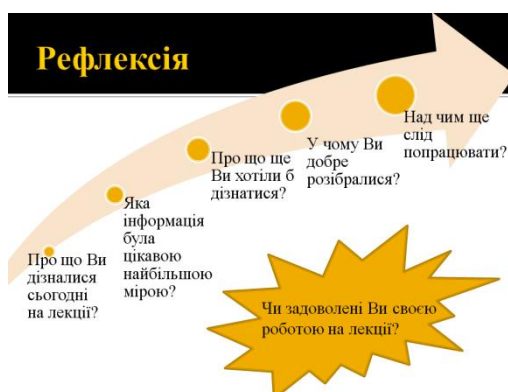 Рефлексія
Про що Ви
дізналися
сьогодні
на лекції?
Яка
інформація
була
цікавою
найбільшою
мірою?
Про що ще
Ви хотіли б
дізнатися?
У чому Ви
добре
розібралися?
Над чим ще
слід
попрацювати?
Чи задоволені Ви своєю
роботою на лекції?